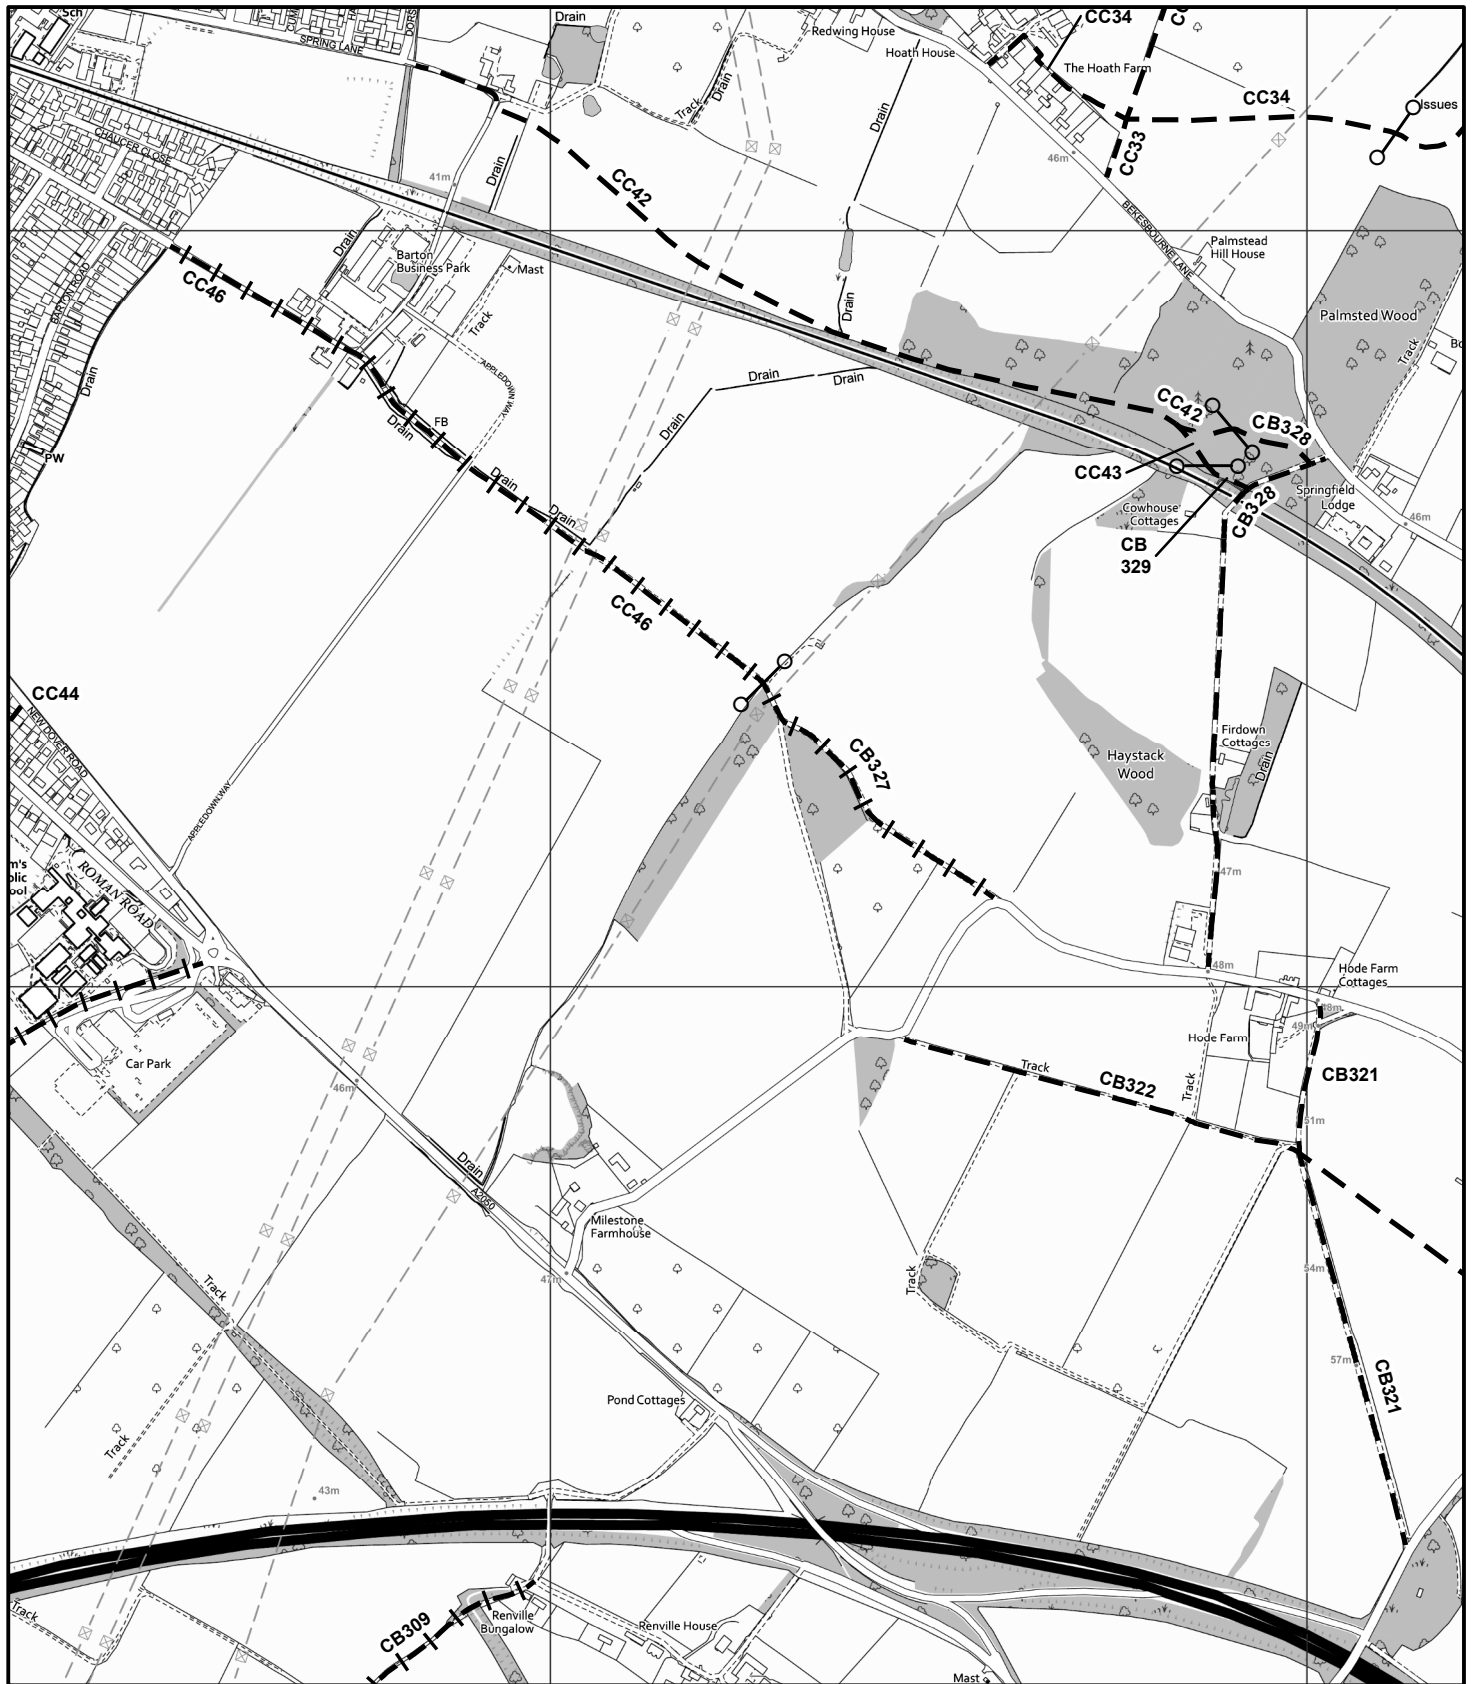 Sch
SPRING LANE
Drain
Redwing House
Hoath House
CC34
The Hoath Farm
CC34
Issues
Track
Drain
Drain
CC33
46m
CHAUCER CLOSE
41m
Drain
CC42
BEKESBOURNE LANE
Palmstead
Hill House
Drain
Barton
Business Park
Mast
CC46
BARTON ROAD
Track
Drain
Palmsted Wood
Track
Drain
APPLEDOWN WAY
Drain
Drain
Drain
CC42
CB328
FB
Drain
PW
CC43
Drain
Springfield
Lodge
CB328
Cowhouse
Cottages
46m
Drain
CB
329
CC46
CC44
NEW DOVER ROAD
Firdown
Cottages
Drain
CB327
Haystack
Wood
APPLEDOWN WAY
ROMAN ROAD
m's
olic
ool
47m
48m
Hode Farm
Cottages
48m
49m
Hode Farm
Car Park
46m
Track
CB322
Track
CB321
51m
Drain
A2050
Milestone
Farmhouse
47m
Track
Track
54m
57m
CB321
Pond Cottages
Track
43m
Track
CB309
Renville
Bungalow
Renville House
Mast